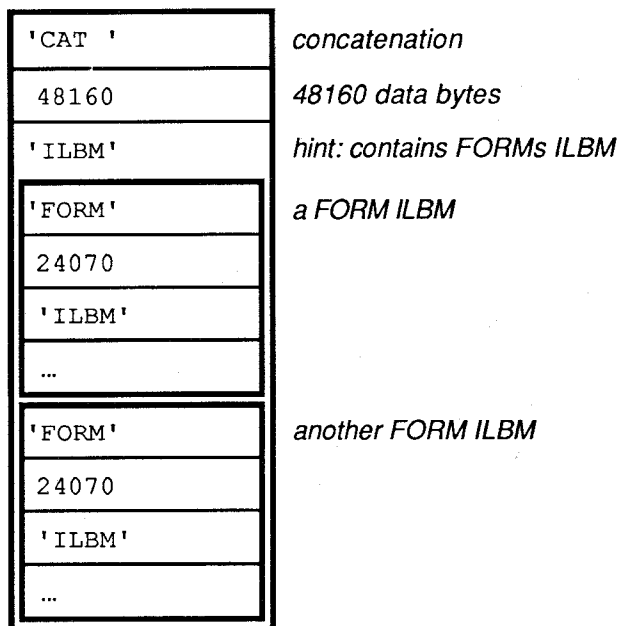 'CAT ' concatenation
48160 48160 data bytes
'ILBM' hint: contains FORMs ILBM
'FORM' a FORM ILBM
24070
'ILBM'
...
'FORM' another FORM ILBM
24070
'ILBM'
...